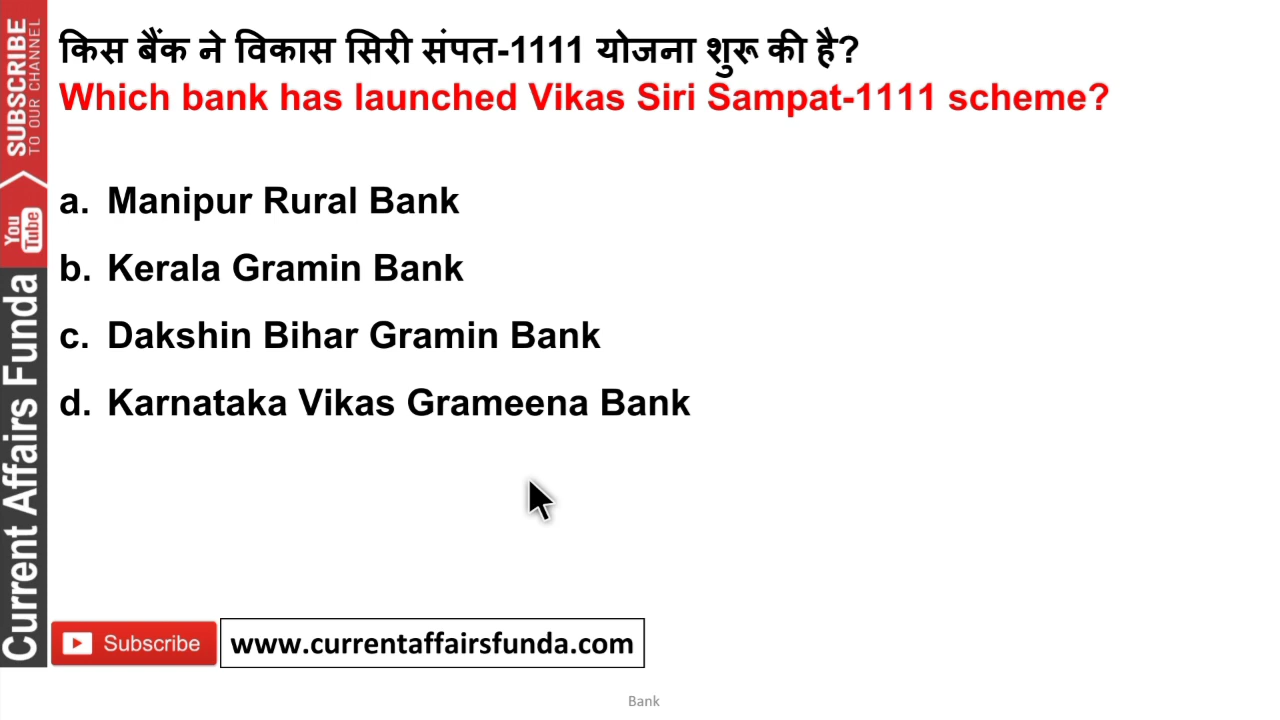 किस बैंक ने विकास सिरी संपत-1111 योजना शुरू की है?
Which bank has launched Vikas Siri Sampat-1111 scheme?
a. Manipur Rural Bank
b. Kerala Gramin Bank
c. Dakshin Bihar Gramin Bank
d. Karnataka Vikas Grameena Bank
SUBSCRIBE
TO OUR CHANNEL
You
Tube
Current Affairs Funda
Subscribe
www.currentaffairsfunda.com
Bank